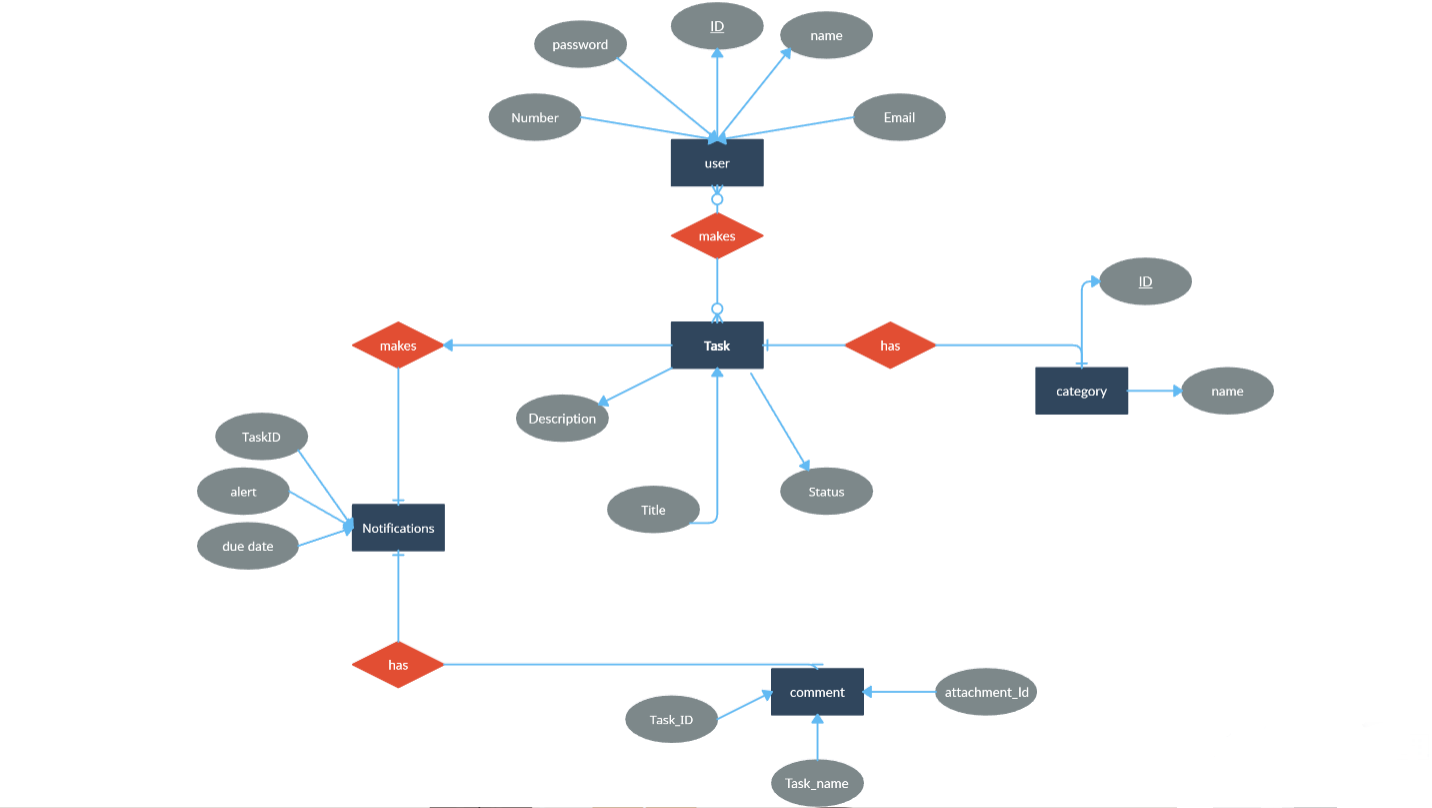 ID
name
password
Number
Email
user
makes
ID
makes
Task
has
category
name
Description
TaskID
alert
Status
Title
Notifications
due date
has
comment
attachment_Id
Task_ID
Task_name